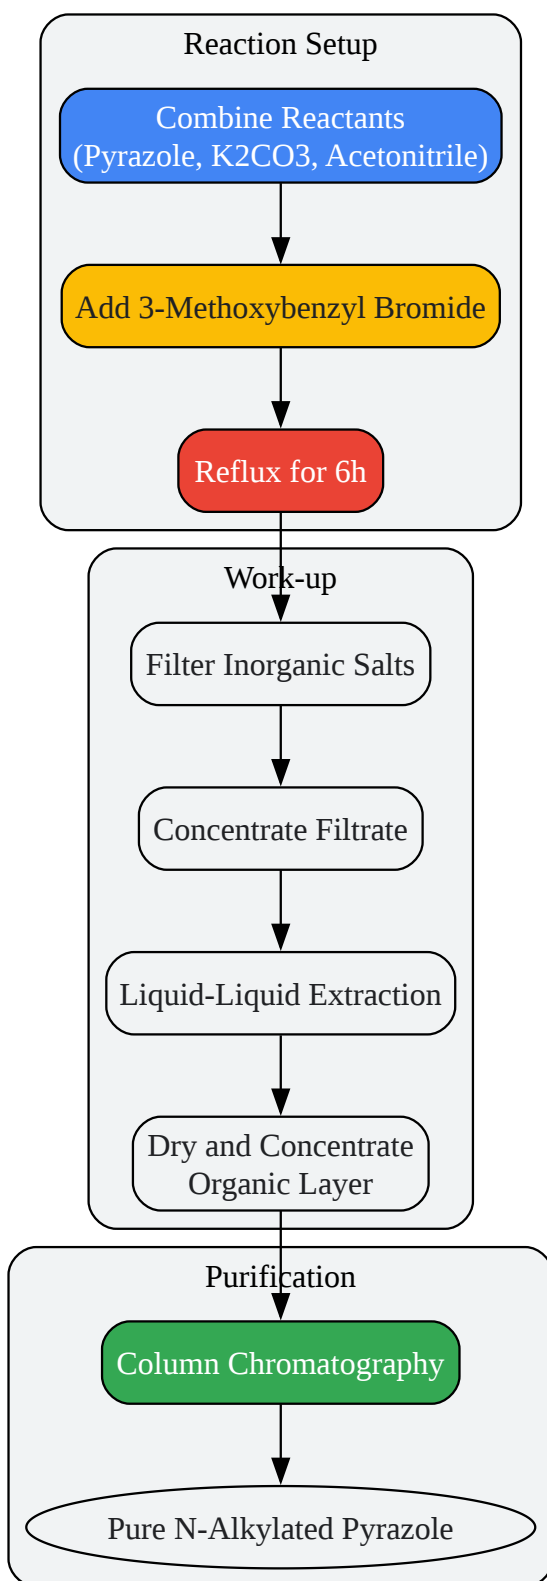 Reaction Setup
Combine Reactants
(Pyrazole, K2CO3, Acetonitrile)
Add 3-Methoxybenzyl Bromide
Reflux for 6h
Work-up
Filter Inorganic Salts
Concentrate Filtrate
Liquid-Liquid Extraction
Dry and Concentrate
Organic Layer
Purification
Column Chromatography
Pure N-Alkylated Pyrazole